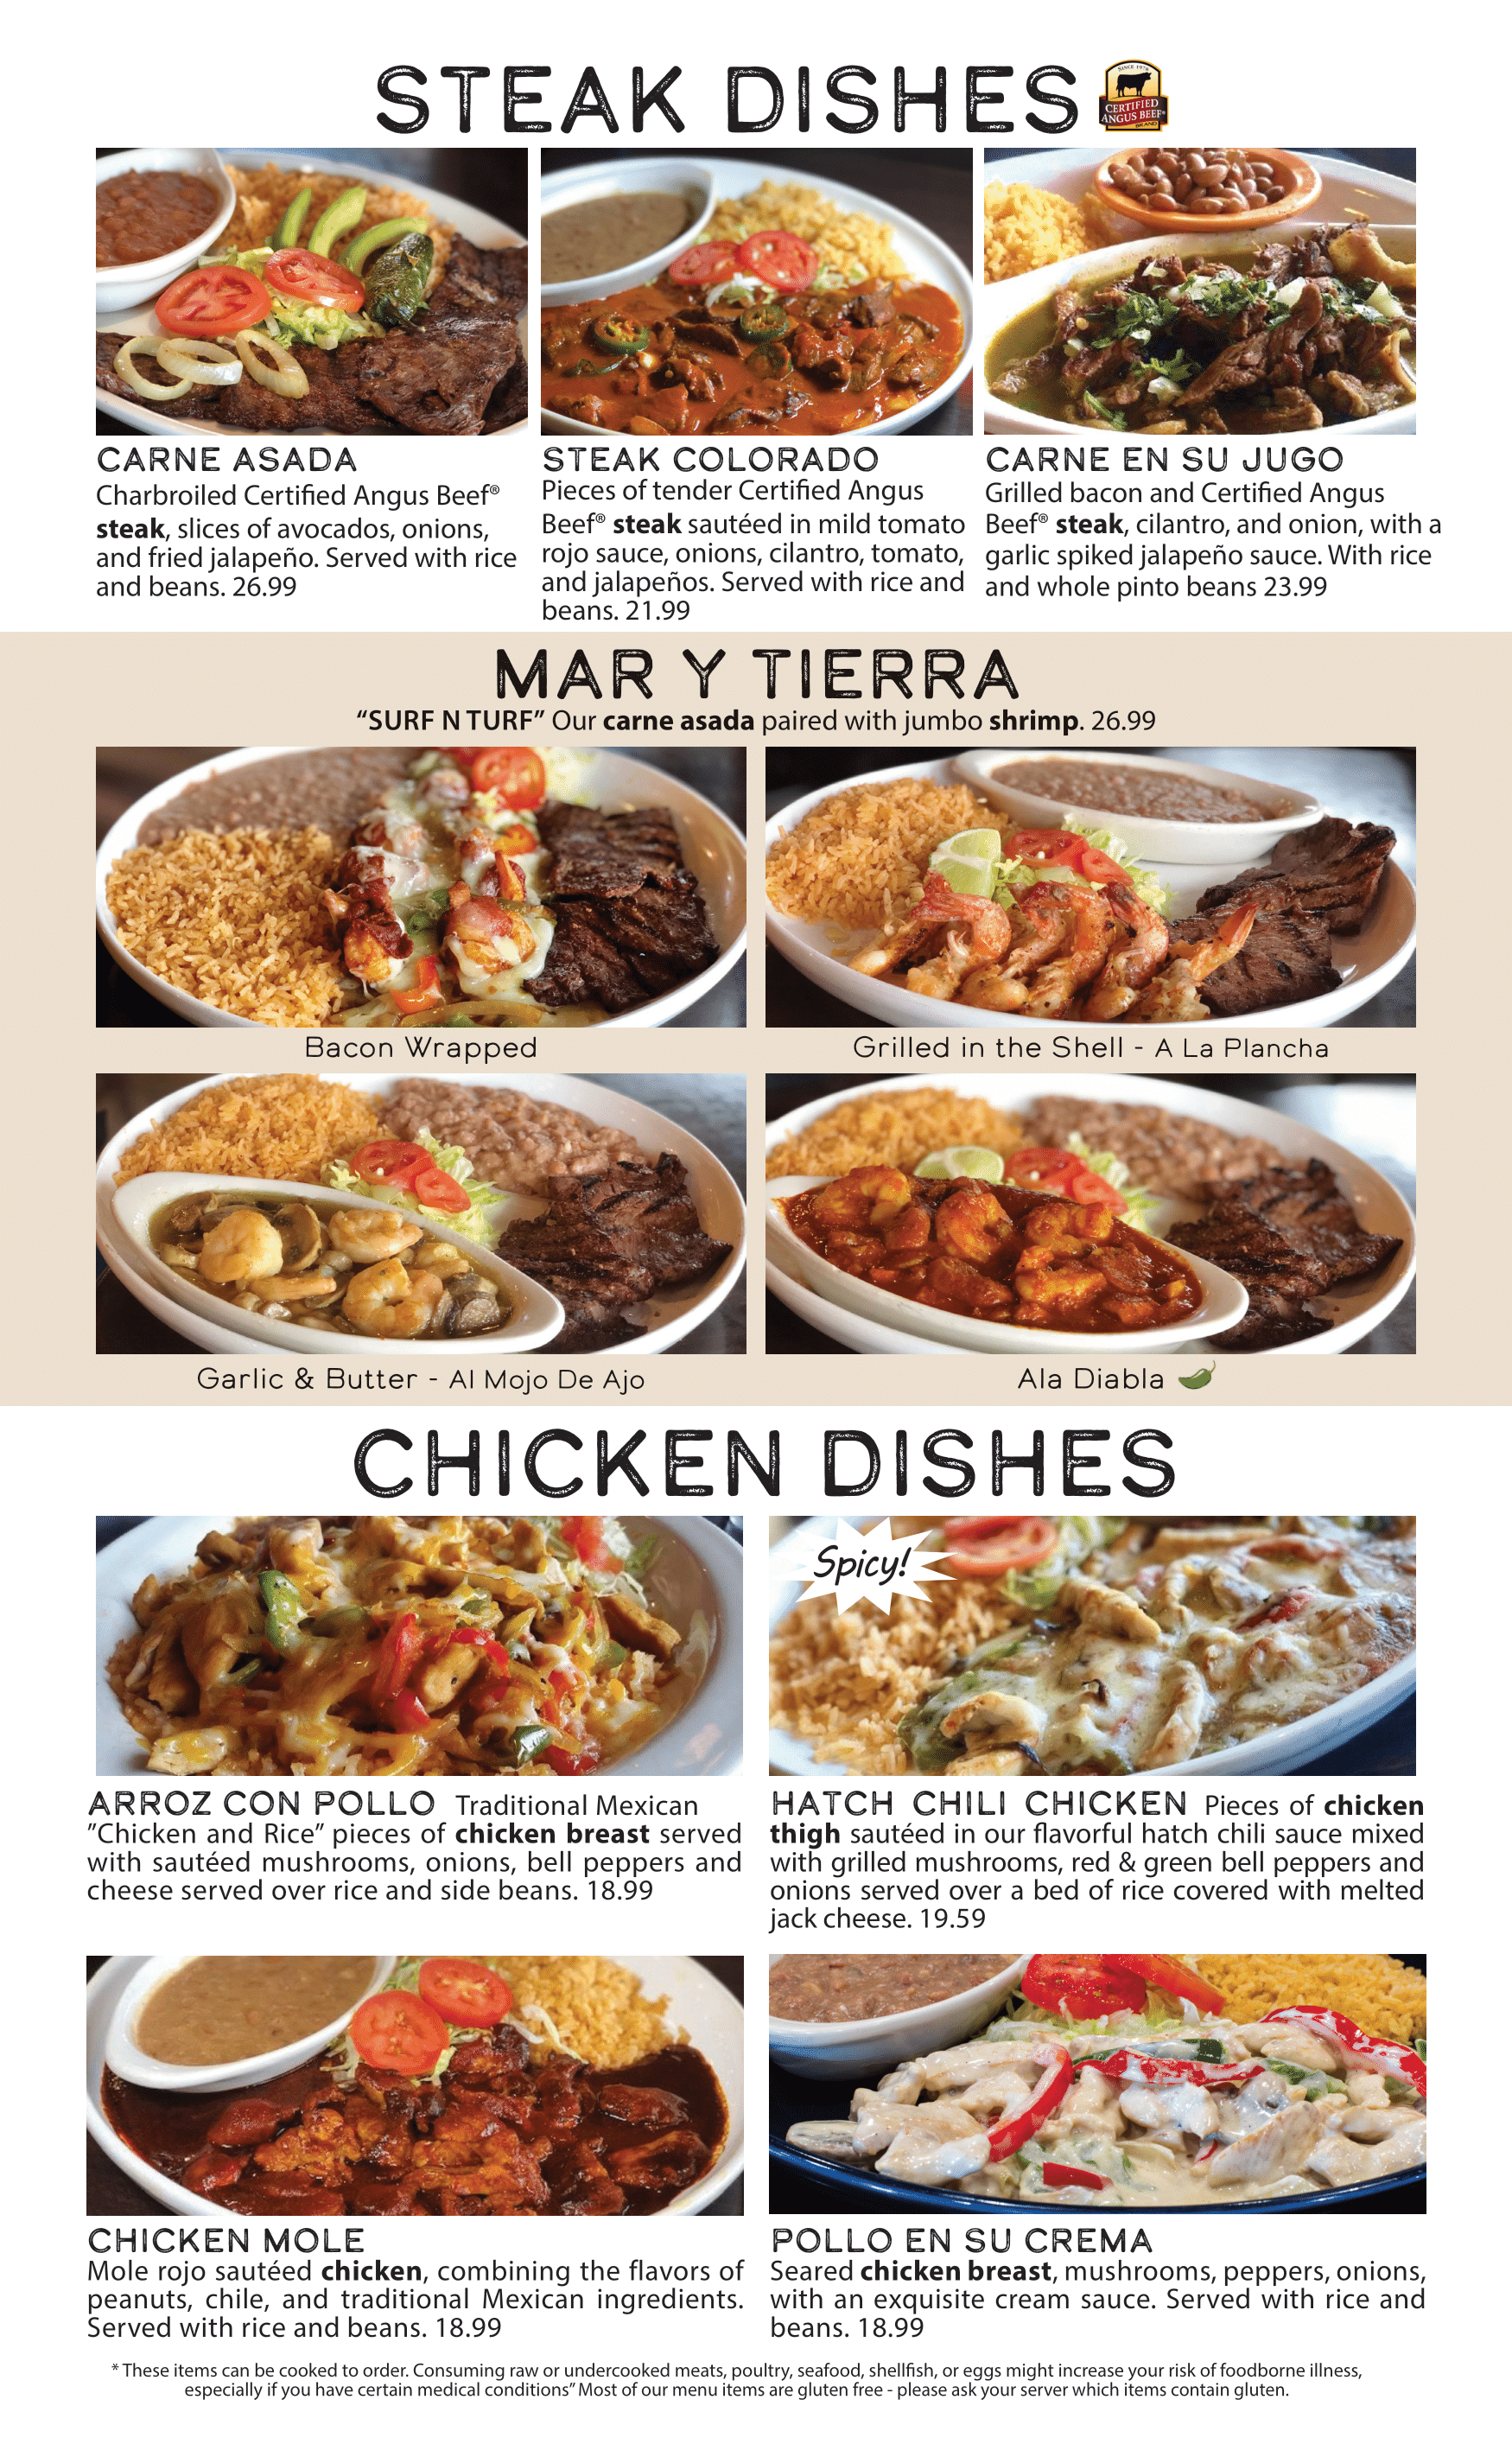 STEAK DISHES
SINCE 1978
CERTIFIED
ANGUS BEEF®
BRAND
CARNE ASADA
Charbroiled Certified Angus Beef®
steak, slices of avocados, onions,
and fried jalapeño. Served with rice
and beans. 26.99
STEAK COLORADO
Pieces of tender Certified Angus
Beef® steak sautéed in mild tomato
rojo sauce, onions, cilantro, tomato,
and jalapeños. Served with rice and
beans. 21.99
CARNE EN SU JUGO
Grilled bacon and Certified Angus
Beef® steak, cilantro, and onion, with a
garlic spiked jalapeño sauce. With rice
and whole pinto beans 23.99
MAR Y TIERRA
“SURF N TURF” Our carne asada paired with jumbo shrimp. 26.99
Bacon Wrapped
Grilled in the Shell - A La Plancha
Garlic & Butter - Al Mojo De Ajo
Ala Diabla
CHICKEN DISHES
Spicy!
ARROZ CON POLLO Traditional Mexican
”Chicken and Rice” pieces of chicken breast served
with sautéed mushrooms, onions, bell peppers and
cheese served over rice and side beans. 18.99
HATCH CHILI CHICKEN Pieces of chicken
thigh sautéed in our flavorful hatch chili sauce mixed
with grilled mushrooms, red & green bell peppers and
onions served over a bed of rice covered with melted
jack cheese. 19.59
CHICKEN MOLE
Mole rojo sautéed chicken, combining the flavors of
peanuts, chile, and traditional Mexican ingredients.
Served with rice and beans. 18.99
POLLO EN SU CREMA
Seared chicken breast, mushrooms, peppers, onions,
with an exquisite cream sauce. Served with rice and
beans. 18.99
* These items can be cooked to order. Consuming raw or undercooked meats, poultry, seafood, shellfish, or eggs might increase your risk of foodborne illness,
especially if you have certain medical conditions” Most of our menu items are gluten free - please ask your server which items contain gluten.